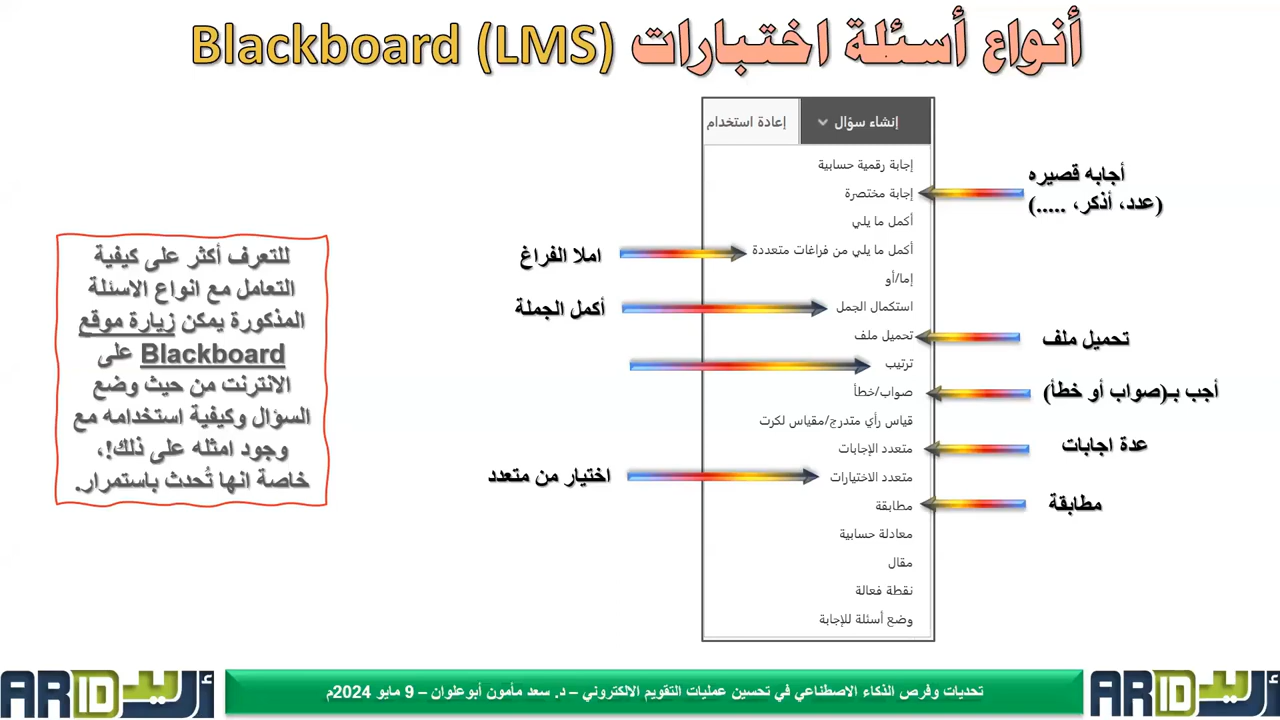 أنواع أسئلة اختبارات Blackboard (LMS)
إنشاء سؤال
إعادة استخدام
إجابة رقمية حسابية
إجابة مختصرة
أكمل ما يلي
أكمل ما يلي من فراغات متعددة
إما/أو
استكمال الجمل
تحميل ملف
ترتيب
صواب/خطأ
قياس رأي متدرج/مقياس لكرت
متعدد الإجابات
متعدد الاختيارات
مطابقة
معادلة حسابية
مقال
نقطة فعالة
وضع أسئلة للإجابة
أجابه قصيره
(عدد، أذكر، .....)
تحميل ملف
أجب بـ(صواب أو خطأ)
عدة اجابات
مطابقة
املا الفراغ
أكمل الجملة
اختيار من متعدد
للتعرف أكثر على كيفية
التعامل مع انواع الاسئلة
المذكورة يمكن زيارة موقع
Blackboard على
الانترنت من حيث وضع
السؤال وكيفية استخدامه مع
وجود امثله على ذلك!،
خاصة انها تُحدث باستمرار.
أريد
ARID
تحديات وفرص الذكاء الاصطناعي في تحسين عمليات التقويم الالكتروني – د. سعد مأمون أبوعلوان – 9 مايو 2024م
أريد
ARID